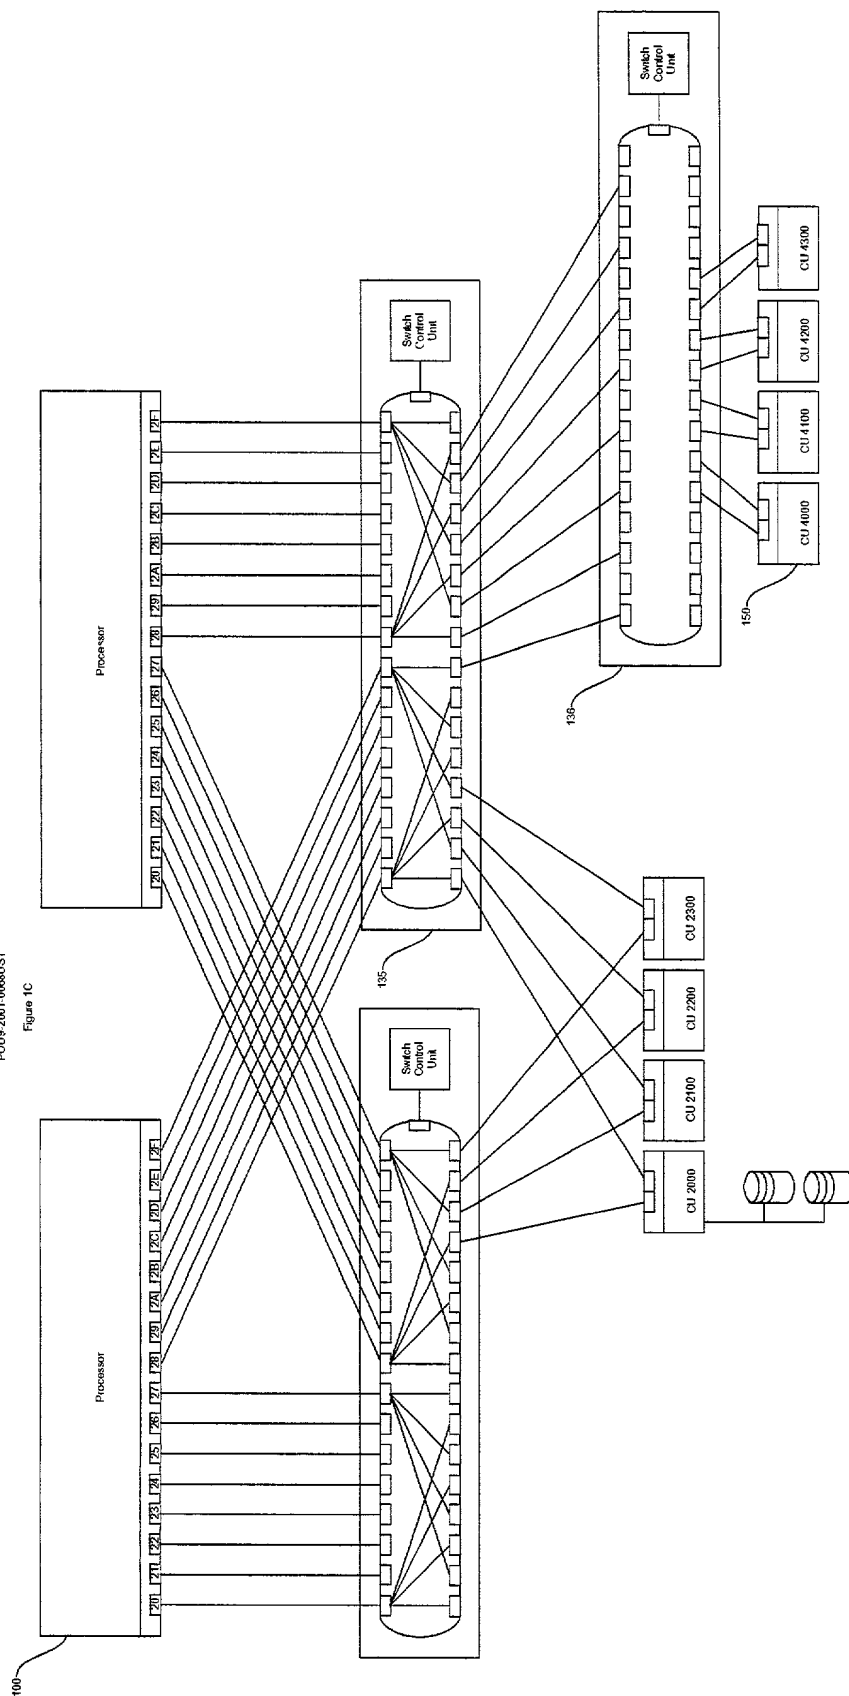 Figure 1C
100
Processor
20 21 22 23 24 25 26 27 28 29 2A 2B 2C 2D 2E 2F
Processor
20 21 22 23 24 25 26 27 28 29 2A 2B 2C 2D 2E 2F
Switch
Control
Unit
135
Switch
Control
Unit
136
Switch
Control
Unit
CU 2000
CU 2100
CU 2200
CU 2300
150
CU 4000
CU 4100
CU 4200
CU 4300